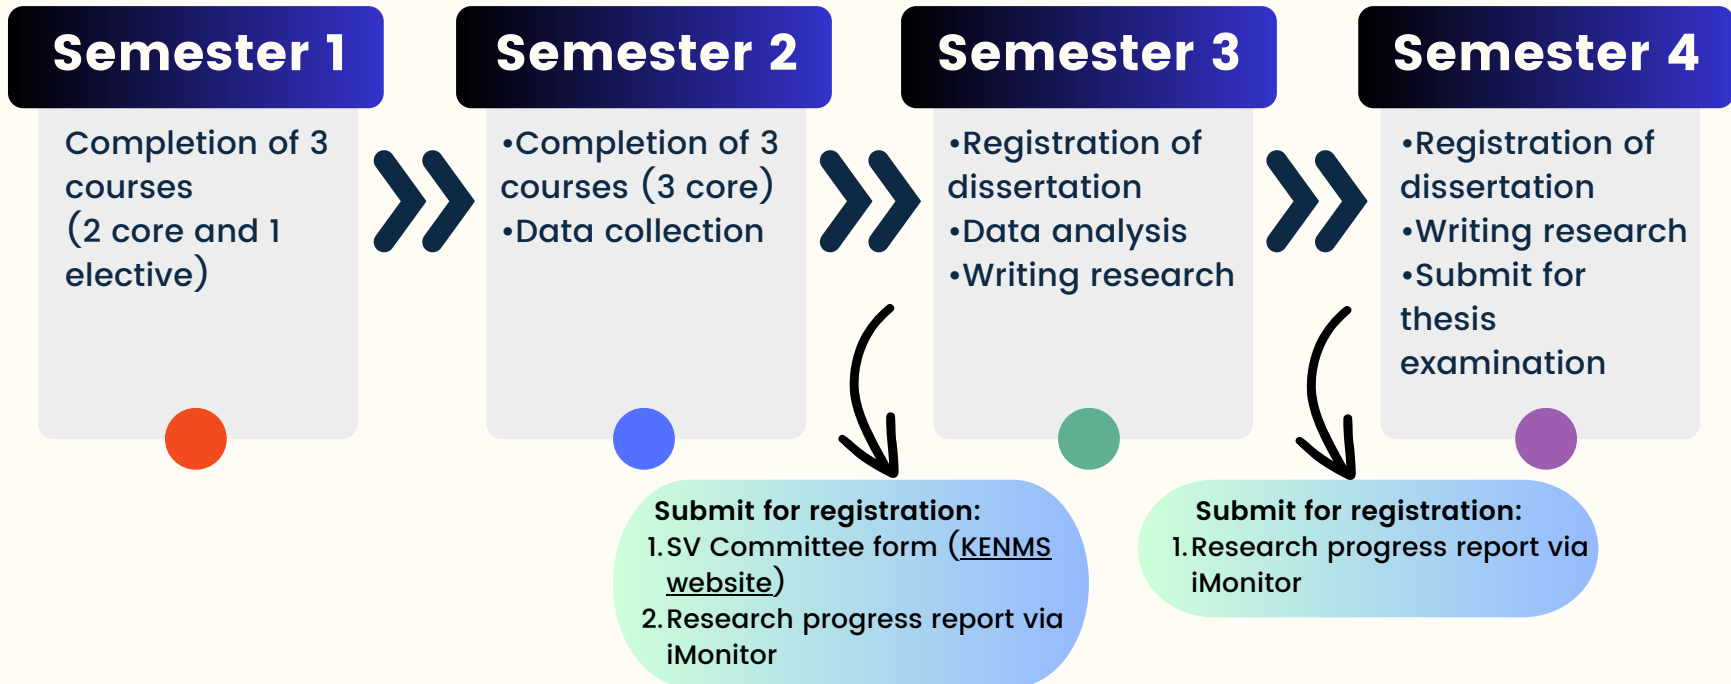 Semester 1
Completion of 3
courses
(2 core and 1
elective)
Semester 2
•Completion of 3
courses (3 core)
•Data collection
Semester 3
•Registration of
dissertation
•Data analysis
•Writing research
Semester 4
•Registration of
dissertation
•Writing research
•Submit for
thesis
examination
Submit for registration:
1.SV Committee form (KENMS
website)
2.Research progress report via
iMonitor
Submit for registration:
1.Research progress report via
iMonitor